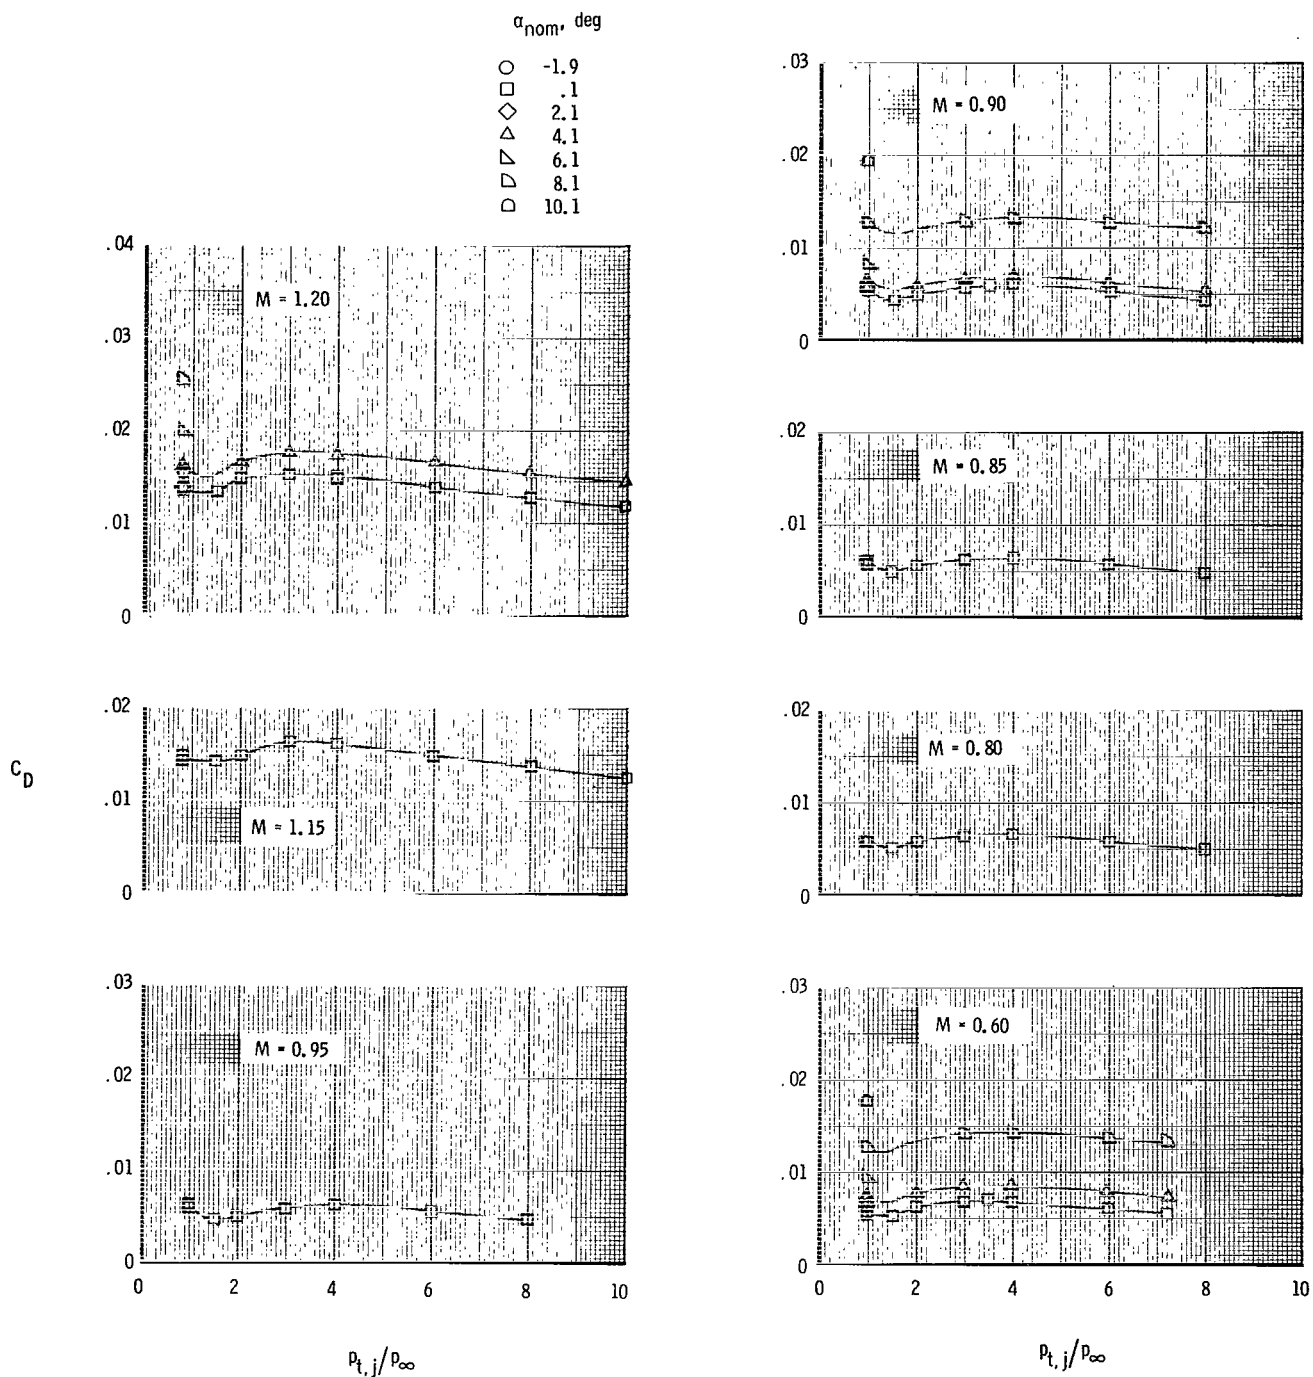 α_nom, deg
-1.9
.1
2.1
4.1
6.1
8.1
10.1
.04
.03
.02
.01
0
M = 1.20
.02
.01
0
M = 1.15
C_D
.03
.02
.01
0
M = 0.95
0 2 4 6 8 10
p_t,j/p_∞
.03
.02
.01
0
M = 0.90
.02
.01
0
M = 0.85
.02
.01
0
M = 0.80
.03
.02
.01
0
M = 0.60
0 2 4 6 8 10
p_t,j/p_∞